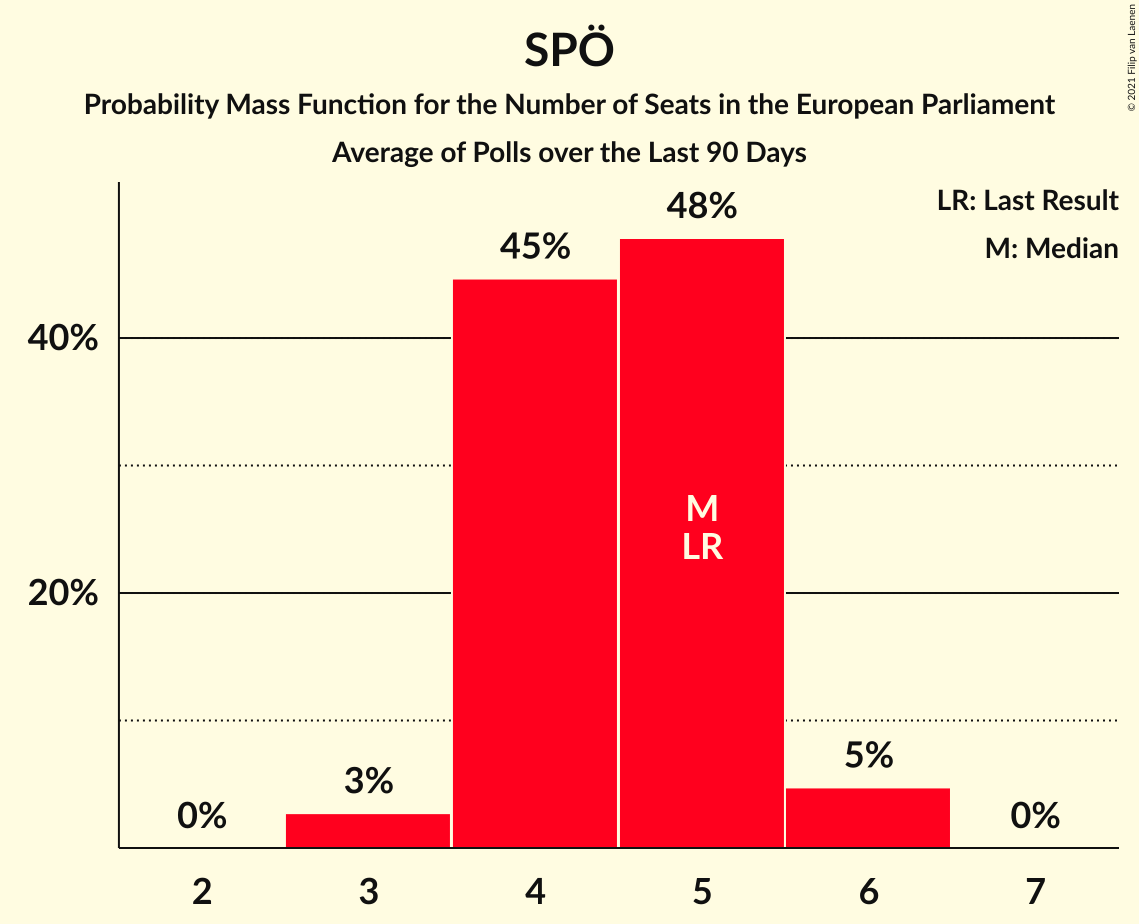 SPÖ
Probability Mass Function for the Number of Seats in the European Parliament
Average of Polls over the Last 90 Days
© 2021 Filip van Laenen
LR: Last Result
M: Median
48%
45%
40%
M
LR
20%
5%
3%
0%
0%
2 3 4 5 6 7